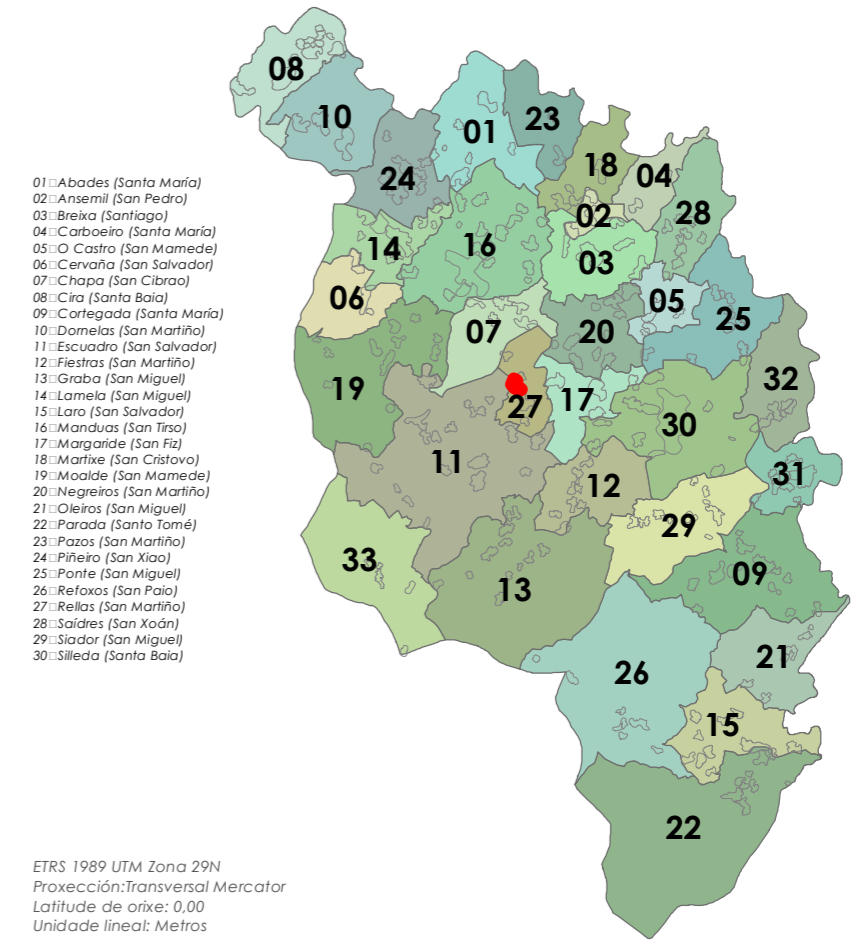 08
10
23
01
18
04
24
02
28
14
16
03
06
05
07
20
25
32
19
27
17
30
11
12
31
29
33
13
09
26
21
15
22
01□Abades (Santa María)
02□Ansemil (San Pedro)
03□Breixa (Santiago)
04□Carboeiro (Santa María)
05□O Castro (San Mamede)
06□Cervaña (San Salvador)
07□Chapa (San Cibrao)
08□Cira (Santa Baia)
09□Cortegada (Santa María)
10□Dornelas (San Martiño)
11□Escuadro (San Salvador)
12□Fiestras (San Martiño)
13□Graba (San Miguel)
14□Lamela (San Miguel)
15□Laro (San Salvador)
16□Manduas (San Tirso)
17□Margaride (San Fiz)
18□Martixe (San Cristovo)
19□Moalde (San Mamede)
20□Negreiros (San Martiño)
21□Oleiros (San Miguel)
22□Parada (Santo Tomé)
23□Pazos (San Martiño)
24□Piñeiro (San Xiao)
25□Ponte (San Miguel)
26□Refoxos (San Paio)
27□Rellas (San Martiño)
28□Saídres (San Xoán)
29□Siador (San Miguel)
30□Silleda (Santa Baia)
ETRS 1989 UTM Zona 29N
Proxección:Transversal Mercator
Latitude de orixe: 0,00
Unidade lineal: Metros